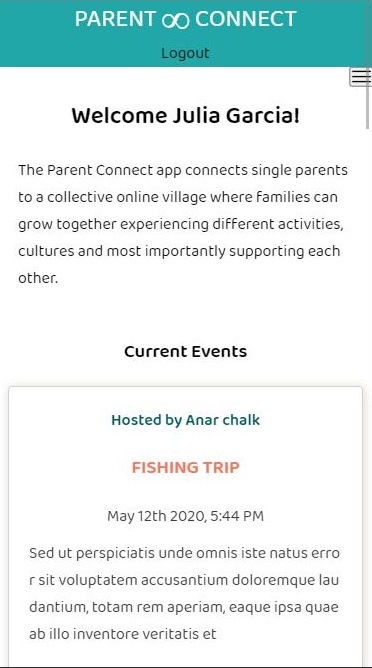 PARENT ∞ CONNECT
Logout
Welcome Julia Garcia!
The Parent Connect app connects single parents
to a collective online village where families can
grow together experiencing different activities,
cultures and most importantly supporting each
other.
Current Events
Hosted by Anar chalk
FISHING TRIP
May 12th 2020, 5:44 PM
Sed ut perspiciatis unde omnis iste natus erro
r sit voluptatem accusantium doloremque lau
dantium, totam rem aperiam, eaque ipsa quae
ab illo inventore veritatis et